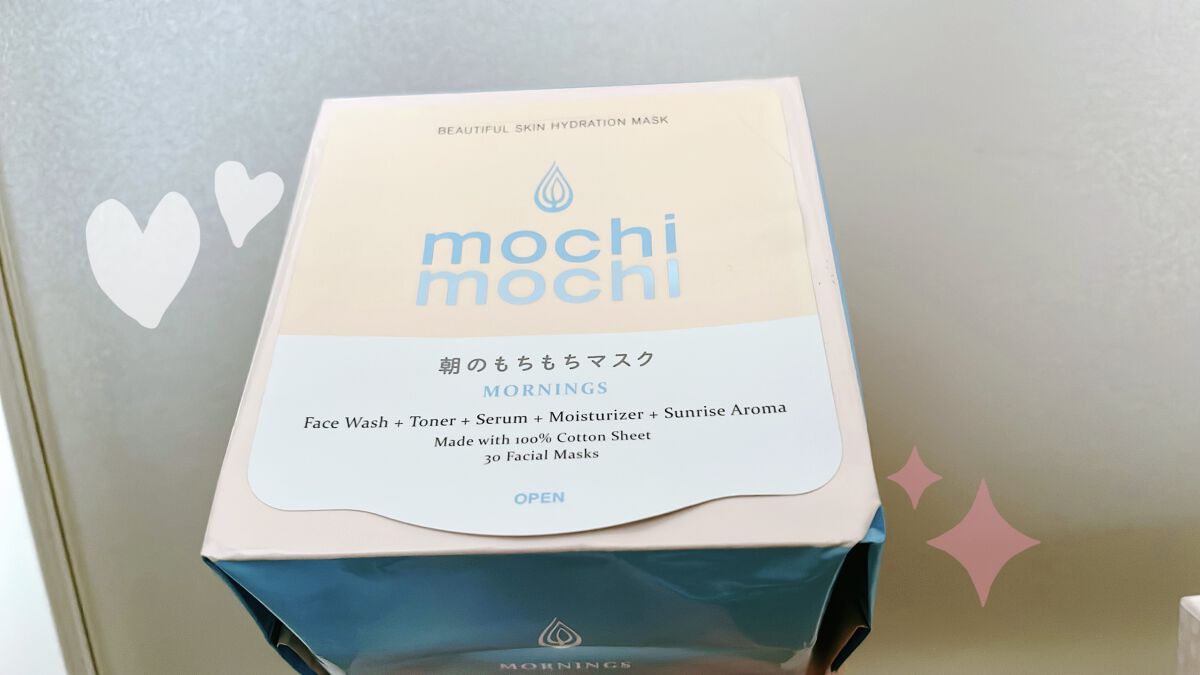 BEAUTIFUL SKIN HYDRATION MASK
mochi
mochi
朝のもちもちマスク
MORNINGS
Face Wash + Toner + Serum + Moisturizer + Sunrise Aroma
Made with 100% Cotton Sheet
30 Facial Masks
OPEN
MORNINGS